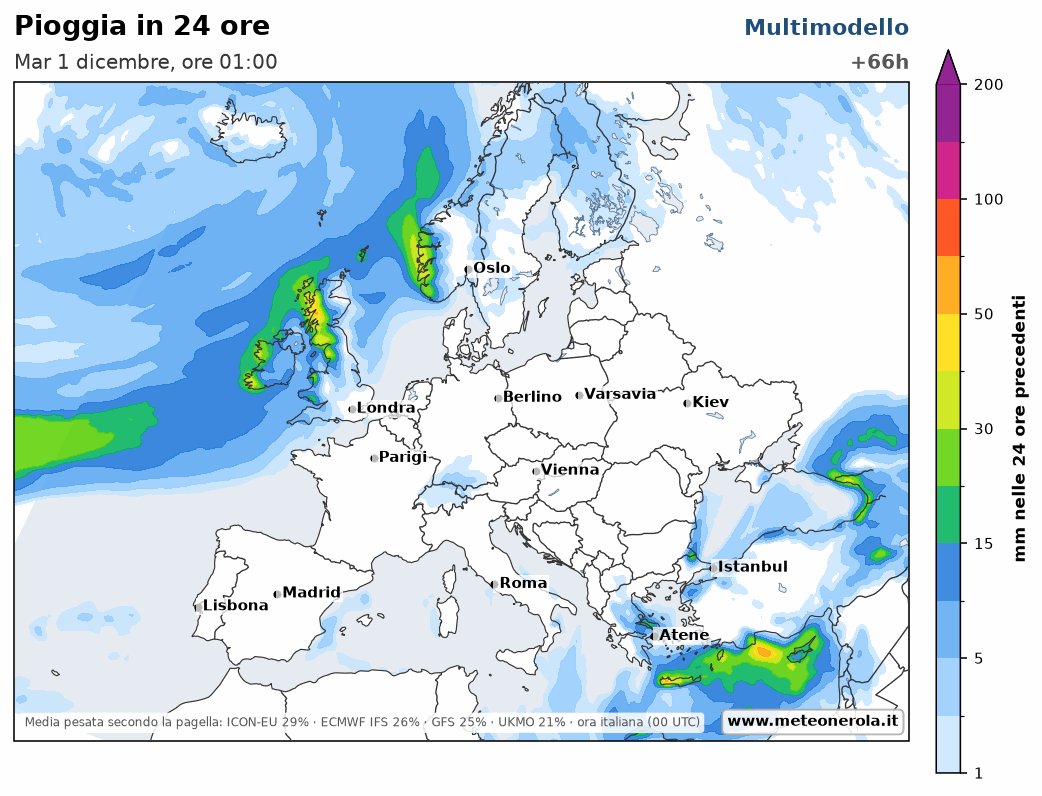 Pioggia in 24 ore
Multimodello
Mar 1 dicembre, ore 01:00
+66h
200
100
50
30
15
5
1
mm nelle 24 ore precedenti
Oslo
Berlino
Varsavia
Kiev
Londra
Parigi
Vienna
Istanbul
Roma
Madrid
Lisbona
Atene
Media pesata secondo la pagella: ICON-EU 29% · ECMWF IFS 26% · GFS 25% · UKMO 21% · ora italiana (00 UTC)
www.meteonerola.it